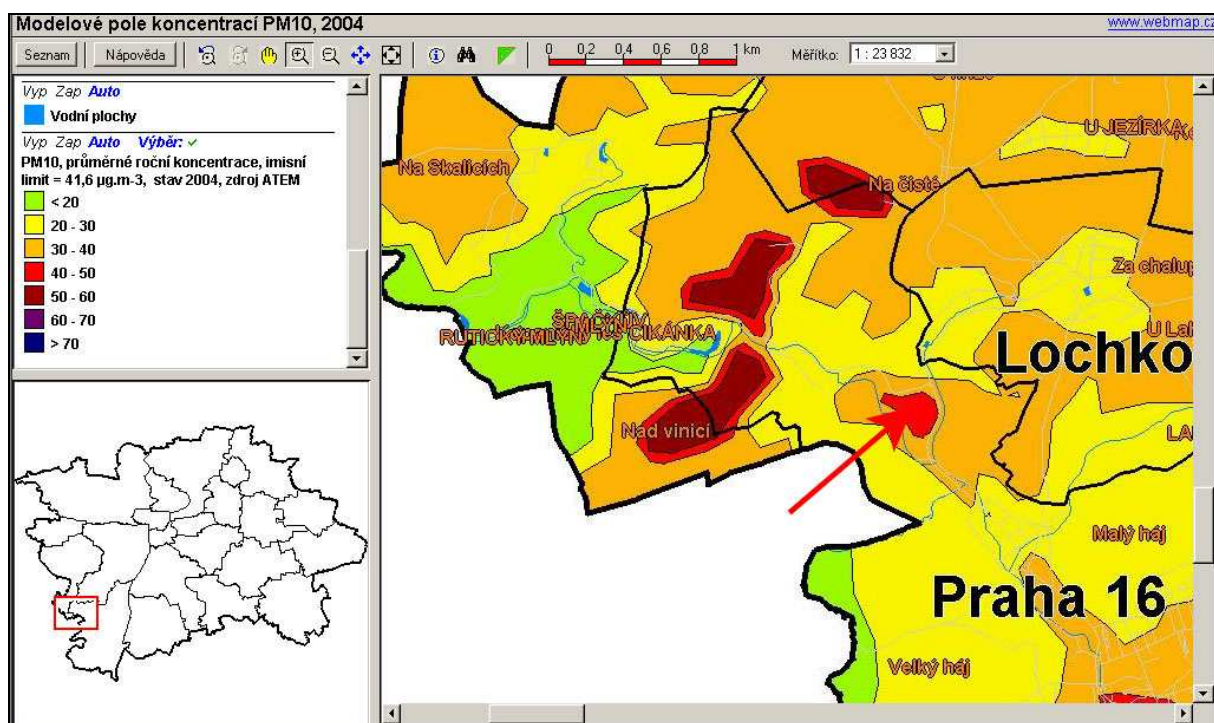 Modelové pole koncentrací PM10, 2004
www.webmap.cz
Seznam Nápověda 0 0,2 0,4 0,6 0,8 1 km Měřítko: 1 : 23 832
Vyp Zap Auto
Vodní plochy
Vyp Zap Auto Výběr:
PM10, průměrné roční koncentrace, imisní
limit = 41,6 µg.m-3, stav 2004, zdroj ATEM
< 20
20 - 30
30 - 40
40 - 50
50 - 60
60 - 70
> 70
U JEZÍRKA
Na Skalicích
Na čisté
Za chalup
RUTICKÝ MLÝN
CIKÁNKA
U Lah
Lochko
Nad vinicí
LA
Malý háj
Praha 16
Velký háj